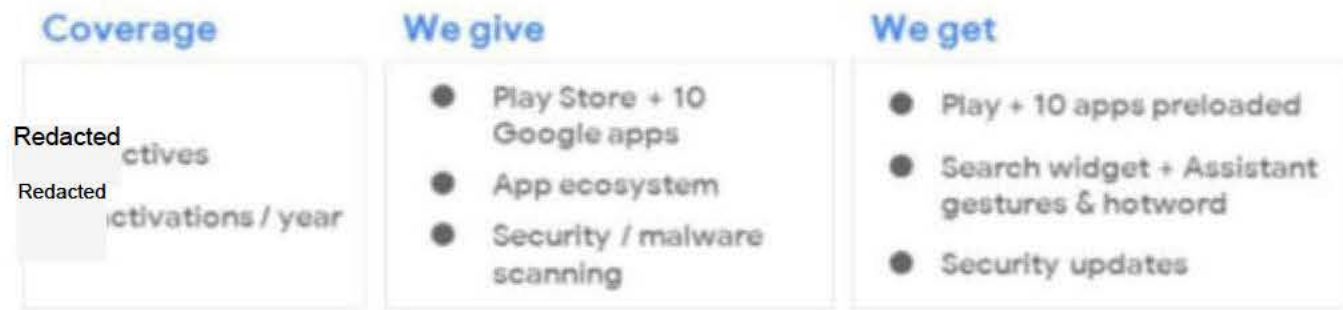 Coverage
We give
We get
Redacted
ctives
Redacted
ctivations / year
Play Store + 10
Google apps
App ecosystem
Security / malware
scanning
Play + 10 apps preloaded
Search widget + Assistant
gestures & hotword
Security updates